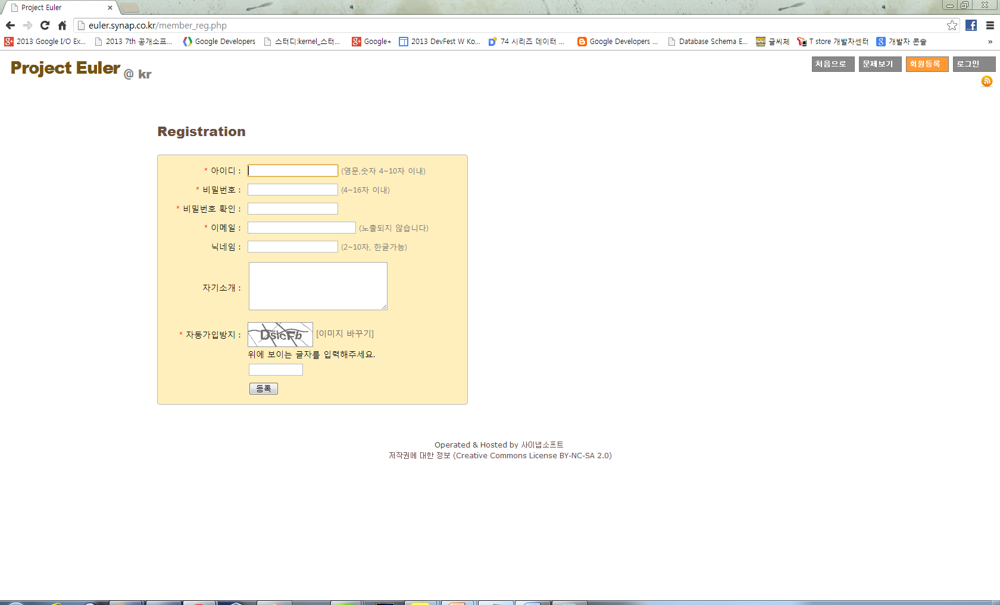 Project Euler
euler.synap.co.kr/member_reg.php
2013 Google I/O Ex... 2013 7th 공개소프... Google Developers 스터디:kernel_스터... Google+ 2013 DevFest W Ko... 74 시리즈 데이터 ... Google Developers ... Database Schema E... 글씨체 T store 개발자센터 개발자 콘솔 »
Project Euler @ kr
처음으로 문제보기 회원등록 로그인
Registration
* 아이디 : (영문,숫자 4~10자 이내)
* 비밀번호 : (4~16자 이내)
* 비밀번호 확인 :
* 이메일 : (노출되지 않습니다)
닉네임 : (2~10자, 한글가능)
자기소개 :
* 자동가입방지 : DsicFb [이미지 바꾸기]
위에 보이는 글자를 입력해주세요.
등록
Operated & Hosted by 사이냅소프트
저작권에 대한 정보 (Creative Commons License BY-NC-SA 2.0)